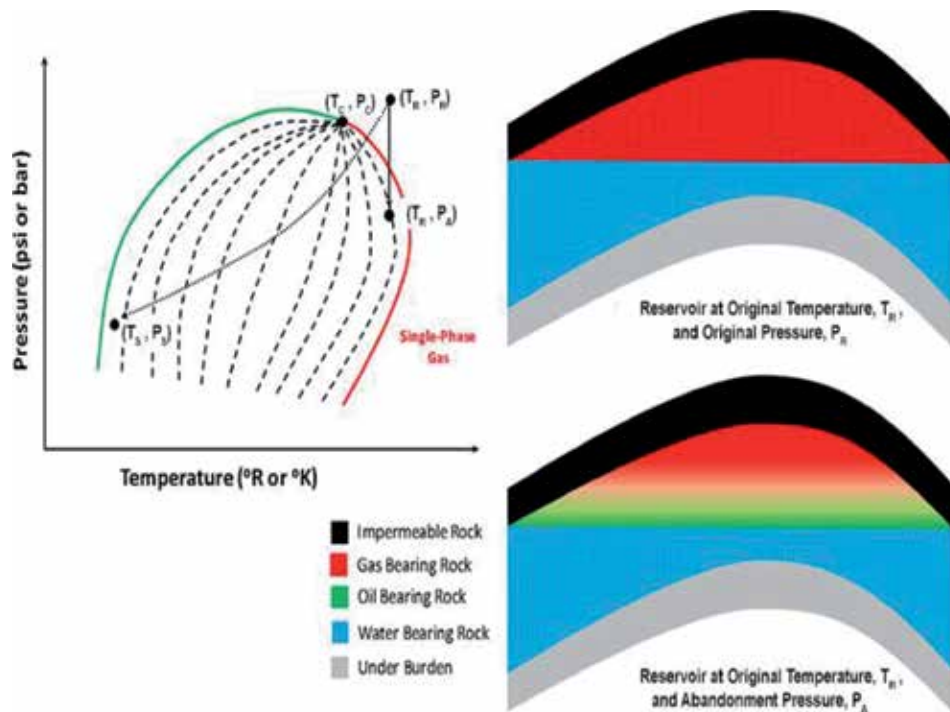 Pressure (psi or bar)
(T_C , P_C)
(T_R , P_R)
(T_R , P_A)
(T_S , P_S)
Single-Phase
Gas
Temperature (ºR or ºK)
Impermeable Rock
Gas Bearing Rock
Oil Bearing Rock
Water Bearing Rock
Under Burden
Reservoir at Original Temperature, T_R ,
and Original Pressure, P_R
Reservoir at Original Temperature, T_R ,
and Abandonment Pressure, P_A